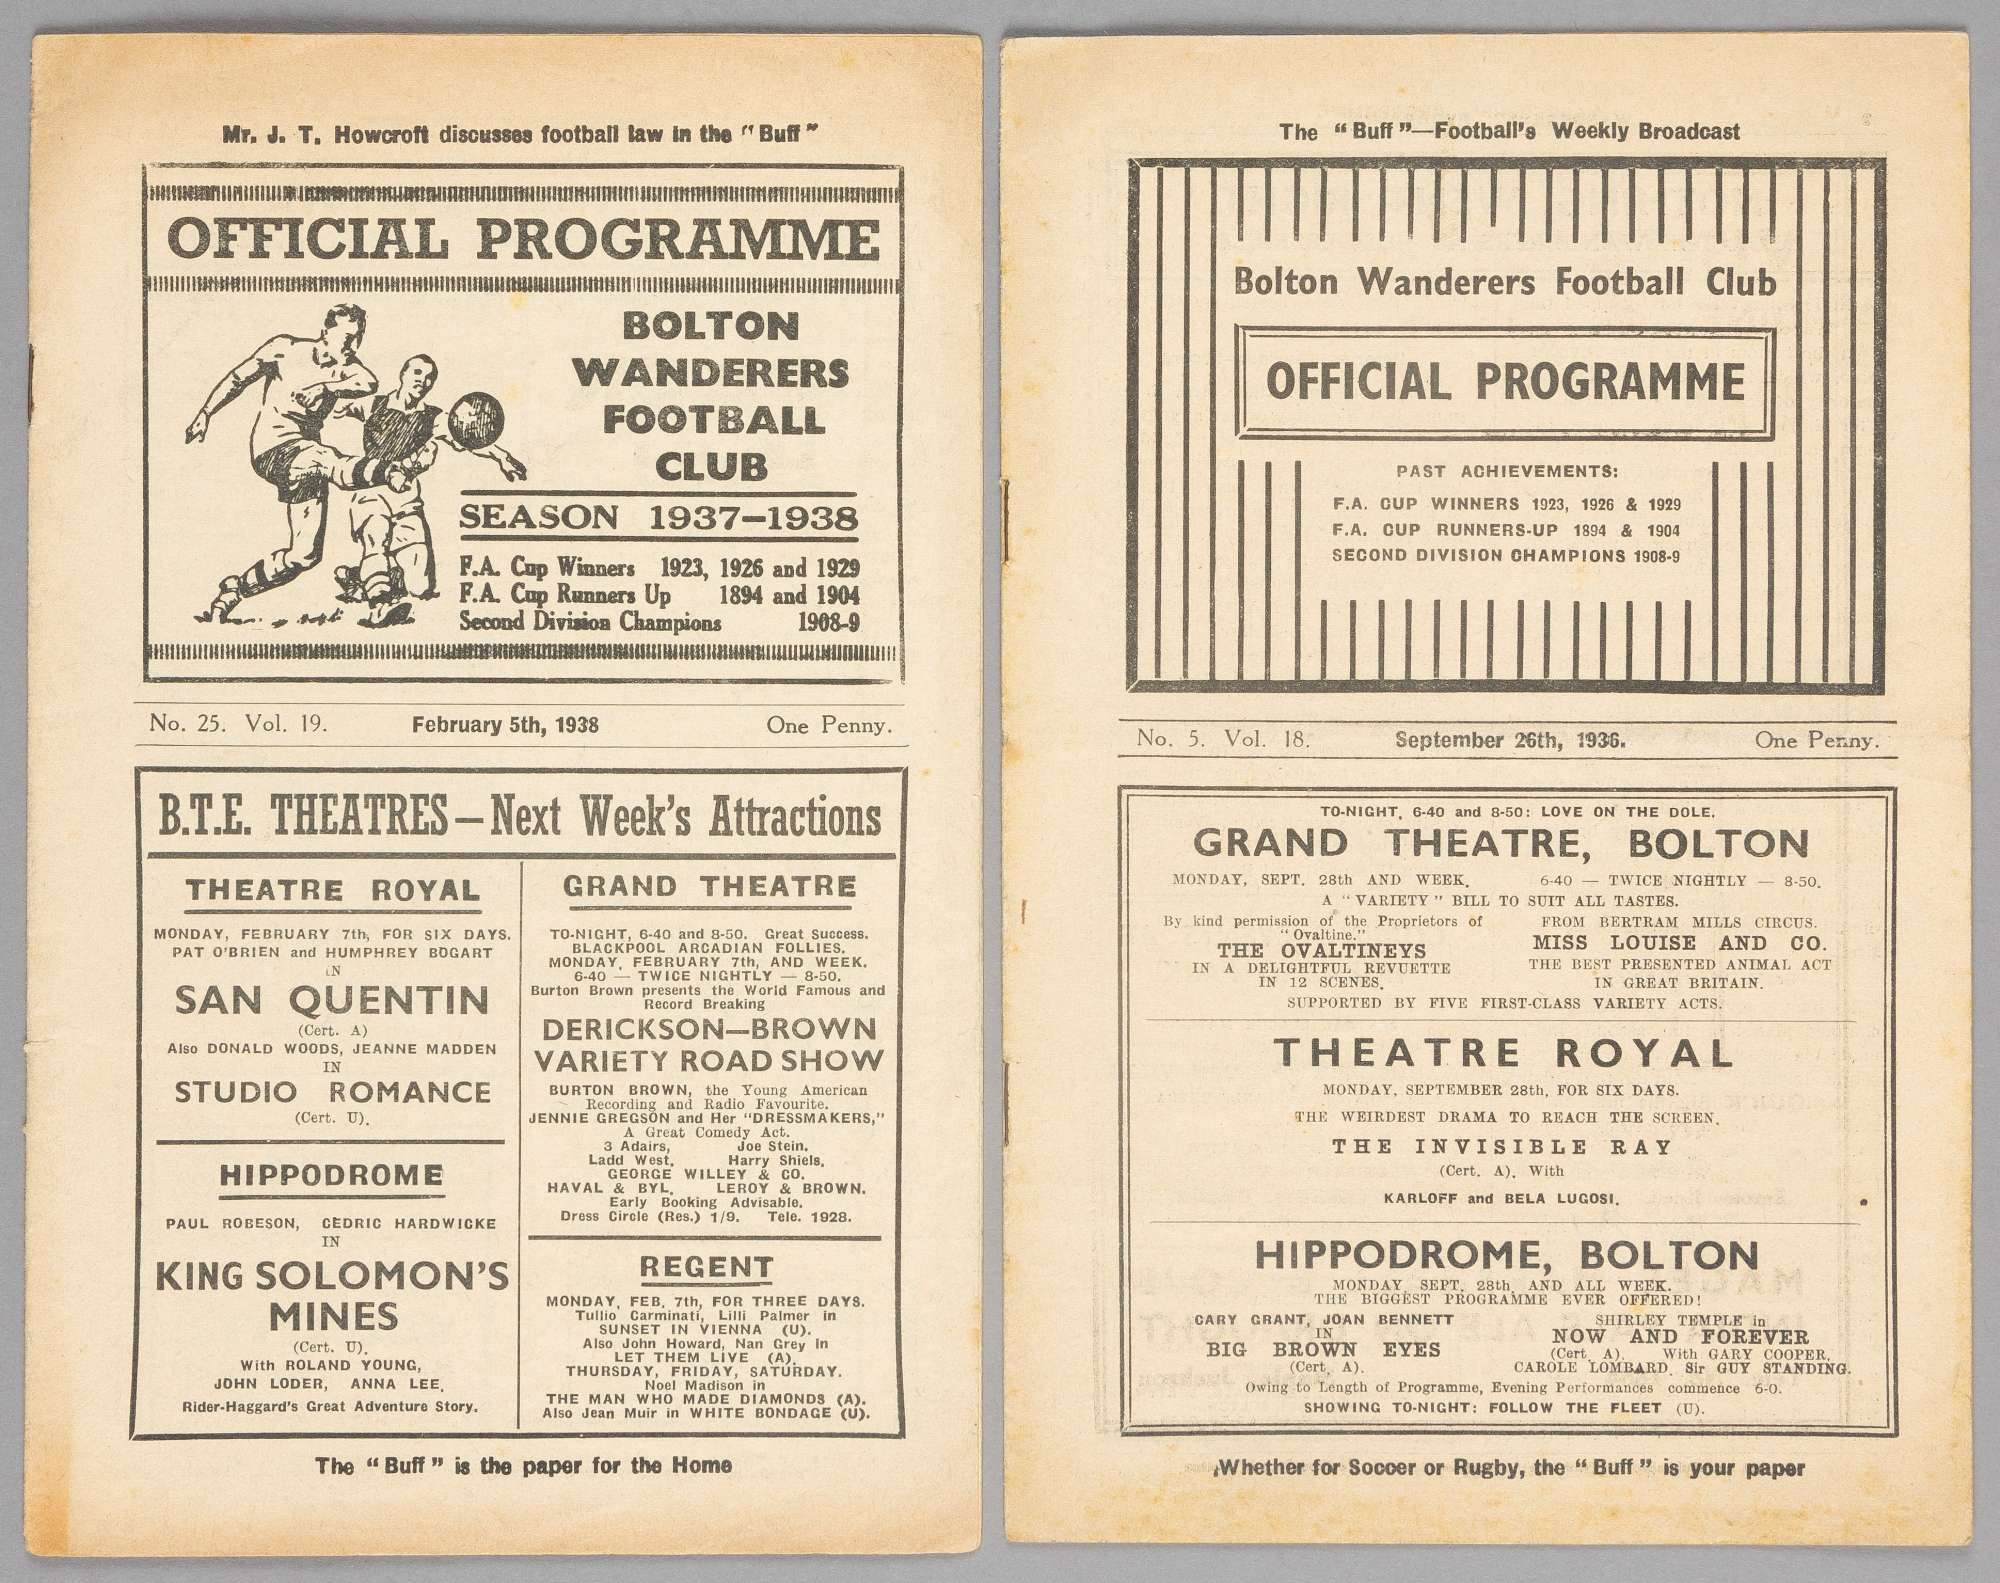 Mr. J. T. Howcroft discusses football law in the "Buff"
OFFICIAL PROGRAMME
BOLTON
WANDERERS
FOOTBALL
CLUB
SEASON 1937-1938
F.A. Cup Winners 1923, 1926 and 1929
F.A. Cup Runners Up 1894 and 1904
Second Division Champions 1908-9
No. 25. Vol. 19. February 5th, 1938 One Penny.
B.T.E. THEATRES—Next Week's Attractions
THEATRE ROYAL
MONDAY, FEBRUARY 7th, FOR SIX DAYS.
PAT O'BRIEN and HUMPHREY BOGART
IN
SAN QUENTIN
(Cert. A)
Also DONALD WOODS, JEANNE MADDEN
IN
STUDIO ROMANCE
(Cert. U).
HIPPODROME
PAUL ROBESON, CEDRIC HARDWICKE
IN
KING SOLOMON'S
MINES
(Cert. U).
With ROLAND YOUNG,
JOHN LODER, ANNA LEE.
Rider-Haggard's Great Adventure Story.
GRAND THEATRE
TO-NIGHT, 6-40 and 8-50. Great Success.
BLACKPOOL ARCADIAN FOLLIES.
MONDAY, FEBRUARY 7th, AND WEEK.
6-40 — TWICE NIGHTLY — 8-50.
Burton Brown presents the World Famous and
Record Breaking
DERICKSON—BROWN
VARIETY ROAD SHOW
BURTON BROWN, the Young American
Recording and Radio Favourite.
JENNIE GREGSON and Her "DRESSMAKERS,"
A Great Comedy Act.
3 Adairs, Joe Stein.
Ladd West, Harry Shiels,
GEORGE WILLEY & CO.
HAVAL & BYL, LEROY & BROWN.
Early Booking Advisable.
Dress Circle (Res.) 1/9. Tele. 1928.
REGENT
MONDAY, FEB, 7th, FOR THREE DAYS.
Tullio Carminati, Lilli Palmer in
SUNSET IN VIENNA (U).
Also John Howard, Nan Grey in
LET THEM LIVE (A).
THURSDAY, FRIDAY, SATURDAY.
Noel Madison in
THE MAN WHO MADE DIAMONDS (A).
Also Jean Muir in WHITE BONDAGE (U).
The "Buff" is the paper for the Home
The "Buff"—Football's Weekly Broadcast
Bolton Wanderers Football Club
OFFICIAL PROGRAMME
PAST ACHIEVEMENTS:
F.A. CUP WINNERS 1923, 1926 & 1929
F.A. CUP RUNNERS-UP 1894 & 1904
SECOND DIVISION CHAMPIONS 1908-9
No. 5. Vol. 18. September 26th, 1936. One Penny.
TO-NIGHT, 6-40 and 8-50: LOVE ON THE DOLE.
GRAND THEATRE, BOLTON
MONDAY, SEPT. 28th AND WEEK. 6-40 — TWICE NIGHTLY — 8-50.
A "VARIETY" BILL TO SUIT ALL TASTES.
By kind permission of the Proprietors of
"Ovaltine."
THE OVALTINEYS
IN A DELIGHTFUL REVUETTE
IN 12 SCENES.
FROM BERTRAM MILLS CIRCUS.
MISS LOUISE AND CO.
THE BEST PRESENTED ANIMAL ACT
IN GREAT BRITAIN.
SUPPORTED BY FIVE FIRST-CLASS VARIETY ACTS.
THEATRE ROYAL
MONDAY, SEPTEMBER 28th, FOR SIX DAYS.
THE WEIRDEST DRAMA TO REACH THE SCREEN.
THE INVISIBLE RAY
(Cert. A). With
KARLOFF and BELA LUGOSI.
HIPPODROME, BOLTON
MONDAY SEPT. 28th, AND ALL WEEK.
THE BIGGEST PROGRAMME EVER OFFERED!
CARY GRANT, JOAN BENNETT
IN
BIG BROWN EYES
(Cert. A).
SHIRLEY TEMPLE in
NOW AND FOREVER
(Cert. A). With GARY COOPER,
CAROLE LOMBARD. Sir GUY STANDING.
Owing to Length of Programme, Evening Performances commence 6-0.
SHOWING TO-NIGHT: FOLLOW THE FLEET (U).
Whether for Soccer or Rugby, the "Buff" is your paper